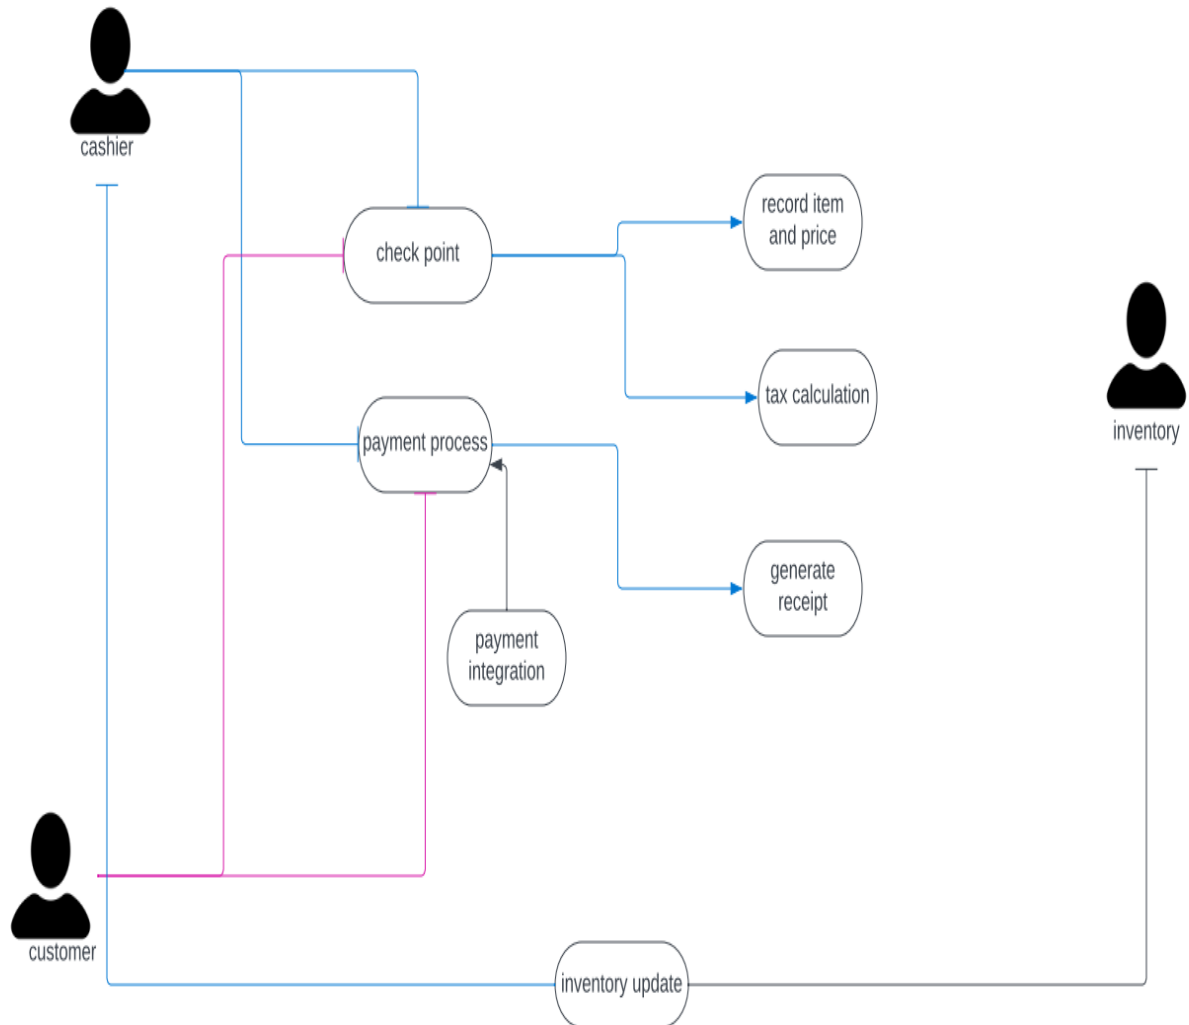 cashier
check point
record item
and price
tax calculation
inventory
payment process
generate
receipt
payment
integration
customer
inventory update